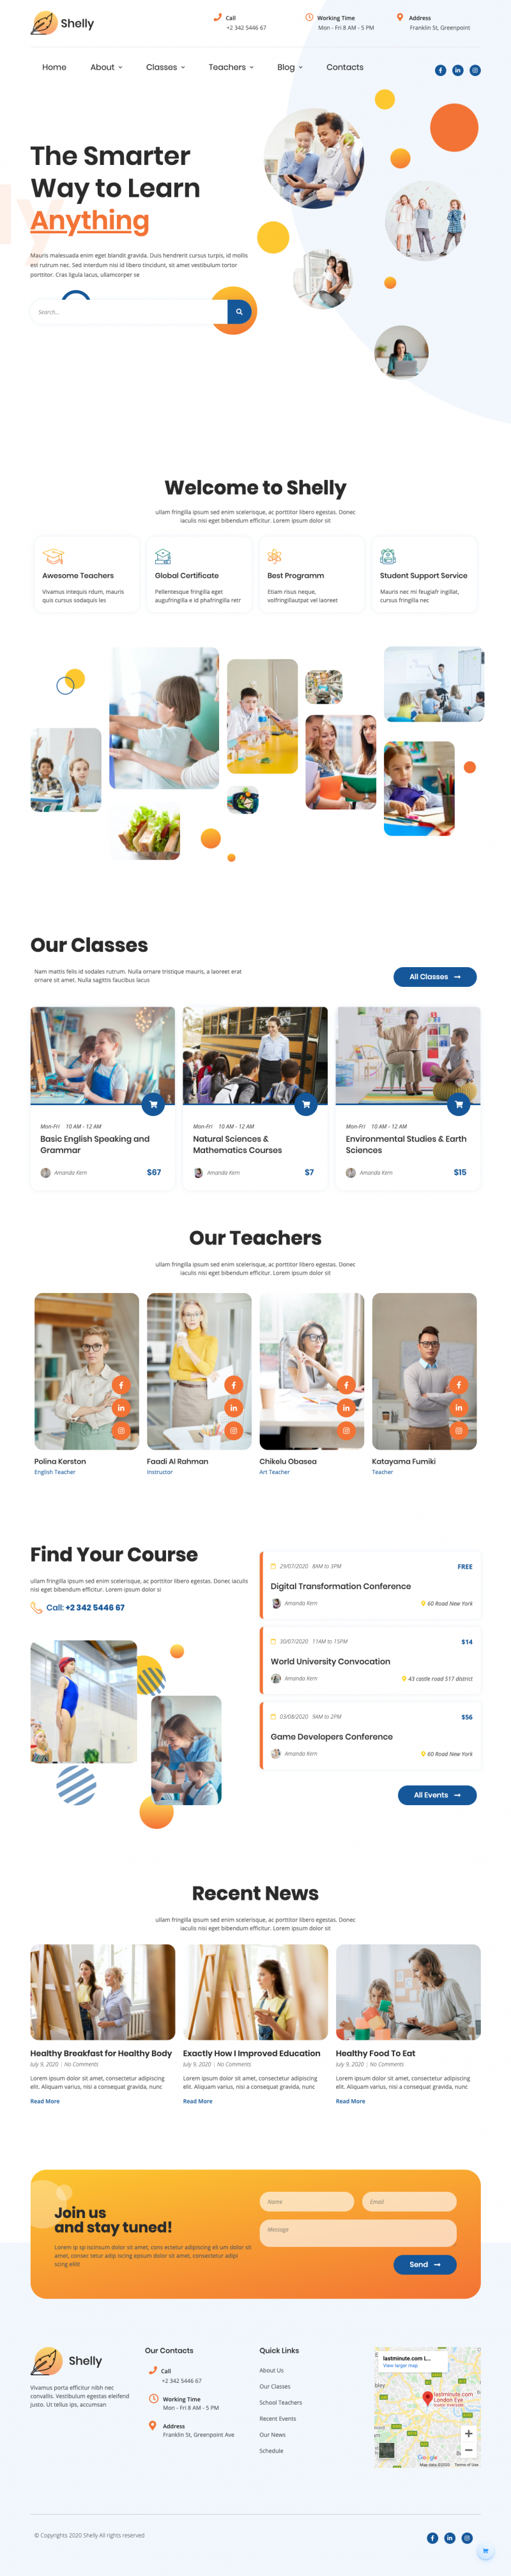 Shelly
Call
+2 342 5446 67
Working Time
Mon - Fri 8 AM - 5 PM
Address
Franklin St, Greenpoint
Home
About
Classes
Teachers
Blog
Contacts
The Smarter
Way to Learn
Anything
Mauris malesuada enim eget blandit gravida. Duis hendrerit cursus turpis, id mollis
est rutrum nec. Sed interdum nisi id libero tincidunt, sit amet vestibulum tortor
porttitor. Cras ligula lacus, ullamcorper se
Search...
Welcome to Shelly
ullam fringilla ipsum sed enim scelerisque, ac porttitor libero egestas. Donec
iaculis nisi eget bibendum efficitur. Lorem ipsum dolor sit
Awesome Teachers
Vivamus intequis rdum, mauris
quis cursus sodaquis les
Global Certificate
Pellentesque fringilla eget
augufringilla e id phafringilla retr
Best Programm
Etiam risus neque,
volfringillautpat vel laoreet
Student Support Service
Mauris nec mi feugiafr ingillat,
cursus fringilla nec
Our Classes
Nam mattis felis id sodales rutrum. Nulla ornare tristique mauris, a laoreet erat
ornare sit amet. Nulla sagittis faucibus lacus
All Classes
Mon-Fri 10 AM - 12 AM
Basic English Speaking and
Grammar
Amanda Kern
$67
Mon-Fri 10 AM - 12 AM
Natural Sciences &
Mathematics Courses
Amanda Kern
$7
Mon-Fri 10 AM - 12 AM
Environmental Studies & Earth
Sciences
Amanda Kern
$15
Our Teachers
ullam fringilla ipsum sed enim scelerisque, ac porttitor libero egestas. Donec
iaculis nisi eget bibendum efficitur. Lorem ipsum dolor sit
Polina Kerston
English Teacher
Faadi Al Rahman
Instructor
Chikelu Obasea
Art Teacher
Katayama Fumiki
Teacher
Find Your Course
ullam fringilla ipsum sed enim scelerisque, ac porttitor libero egestas. Donec iaculis
nisi eget bibendum efficitur. Lorem ipsum dolor si
Call: +2 342 5446 67
29/07/2020 8AM to 3PM
FREE
Digital Transformation Conference
Amanda Kern
60 Road New York
30/07/2020 11AM to 15PM
$14
World University Convocation
Amanda Kern
43 castle road 517 district
03/08/2020 9AM to 2PM
$56
Game Developers Conference
Amanda Kern
60 Road New York
All Events
Recent News
ullam fringilla ipsum sed enim scelerisque, ac porttitor libero egestas. Donec
iaculis nisi eget bibendum efficitur. Lorem ipsum dolor sit
Healthy Breakfast for Healthy Body
July 9, 2020 | No Comments
Lorem ipsum dolor sit amet, consectetur adipiscing
elit. Aliquam varius, nisi a consequat gravida, nunc
Read More
Exactly How I Improved Education
July 9, 2020 | No Comments
Lorem ipsum dolor sit amet, consectetur adipiscing
elit. Aliquam varius, nisi a consequat gravida, nunc
Read More
Healthy Food To Eat
July 9, 2020 | No Comments
Lorem ipsum dolor sit amet, consectetur adipiscing
elit. Aliquam varius, nisi a consequat gravida, nunc
Read More
Join us
and stay tuned!
Lorem ip sp iscinsum dolor sit amet, cons ectetur adipiscing eli um dolor sit
amet, consec tetur adip iscing epsum dolor sit amet, consectetur adipi
scing eliit
Name
Email
Message
Send
Shelly
Vivamus porta efficitur nibh nec
convallis. Vestibulum egestas eleifend
justo. Ut tellus ips, accumsan
Our Contacts
Call
+2 342 5446 67
Working Time
Mon - Fri 8 AM - 5 PM
Address
Franklin St, Greenpoint Ave
Quick Links
About Us
Our Classes
School Teachers
Recent Events
Our News
Schedule
lastminute.com L...
View larger map
lastminute.com
London Eye
Google
Map data ©2020
Terms of Use
© Copyrights 2020 Shelly All rights reserved